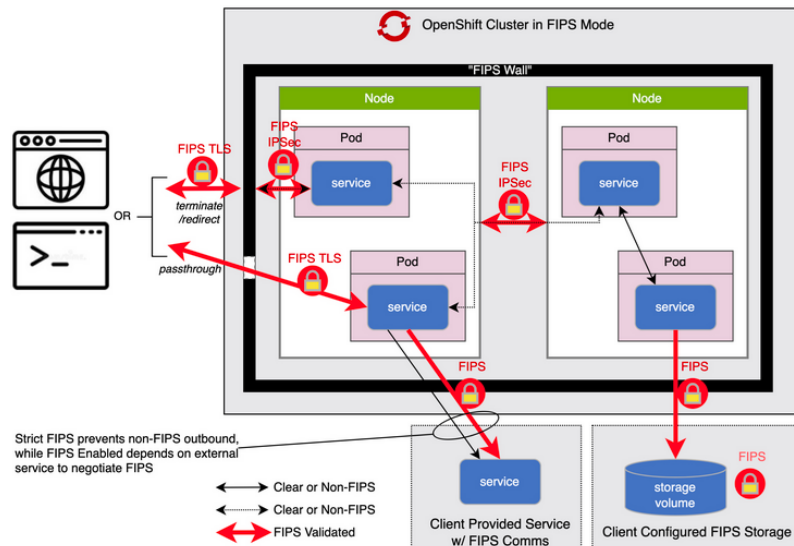 OpenShift Cluster in FIPS Mode
"FIPS Wall"
Node
Node
FIPS
IPSec
Pod
Pod
FIPS TLS
FIPS
IPSec
service
service
OR
terminate
/redirect
>_
passthrough
FIPS TLS
Pod
Pod
service
service
FIPS
FIPS
Strict FIPS prevents non-FIPS outbound,
while FIPS Enabled depends on external
service to negotiate FIPS
service
storage
volume
FIPS
Clear or Non-FIPS
Clear or Non-FIPS
FIPS Validated
Client Provided Service
w/ FIPS Comms
Client Configured FIPS Storage